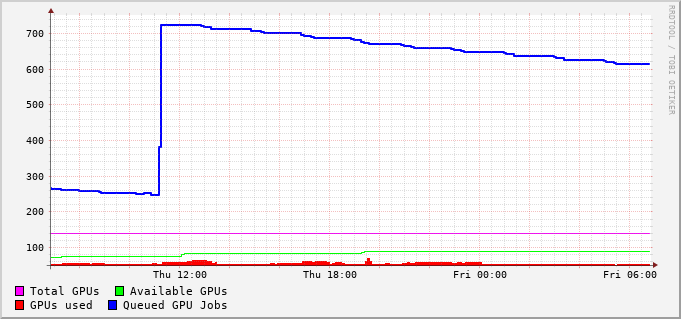 700
600
500
400
300
200
100
Thu 12:00 Thu 18:00 Fri 00:00 Fri 06:00
Total GPUs Available GPUs
GPUs used Queued GPU Jobs
RRDTOOL / TOBI OETIKER